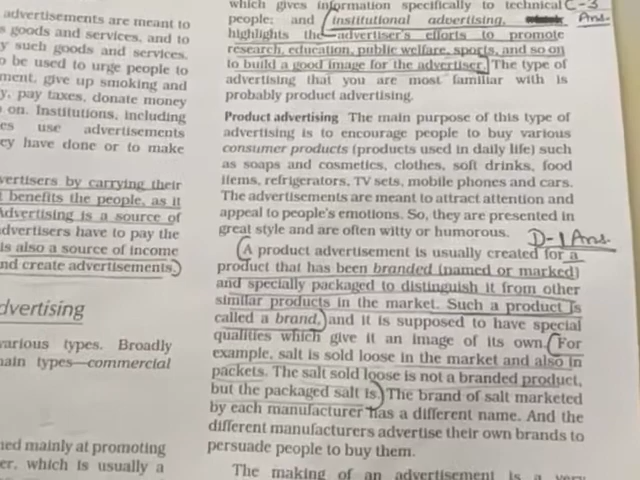 advertisements are meant to
s goods and services, and to
y such goods and services.
o be used to urge people to
ment, give up smoking and
y, pay taxes, donate money
on. Institutions, including
es use advertisements
ey have done or to make
vertisers by carrying their
benefits the people, as it
Advertising is a source of
dvertisers have to pay the
is also a source of income
nd create advertisements.
dvertising
various types. Broadly
main types—commercial
ned mainly at promoting
er, which is usually a
which gives information specifically to technical C-3
people; and institutional advertising, Ans.
highlights the advertiser's efforts to promote
research, education, public welfare, sports, and so on
to build a good image for the advertiser. The type of
advertising that you are most familiar with is
probably product advertising.
Product advertising The main purpose of this type of
advertising is to encourage people to buy various
consumer products (products used in daily life) such
as soaps and cosmetics, clothes, soft drinks, food
items, refrigerators, TV sets, mobile phones and cars.
The advertisements are meant to attract attention and
appeal to people's emotions. So, they are presented in
great style and are often witty or humorous. D-1 Ans.
A product advertisement is usually created for a
product that has been branded (named or marked)
and specially packaged to distinguish it from other
similar products in the market. Such a product is
called a brand, and it is supposed to have special
qualities which give it an image of its own. For
example, salt is sold loose in the market and also in
packets. The salt sold loose is not a branded product,
but the packaged salt is. The brand of salt marketed
by each manufacturer has a different name. And the
different manufacturers advertise their own brands to
persuade people to buy them.
The making of an advertisement is a very